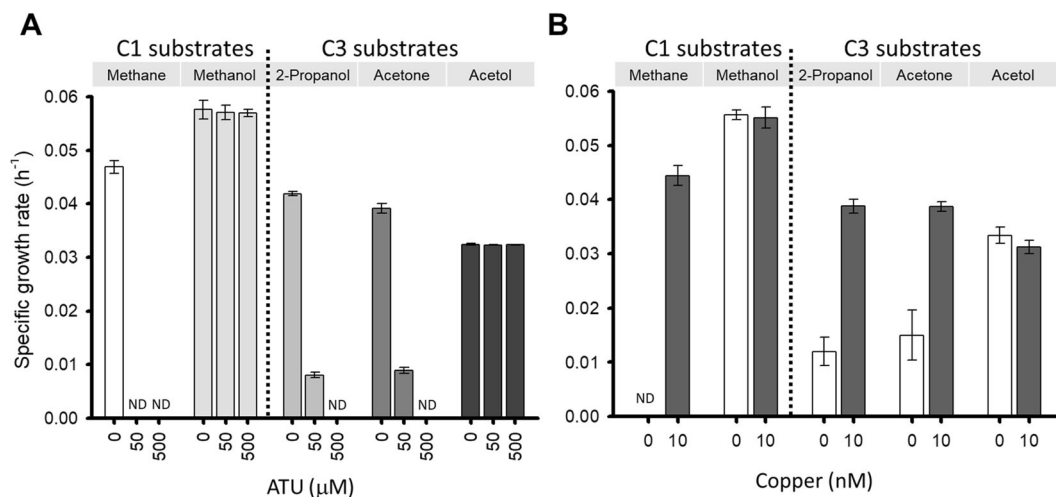 A
C1 substrates
C3 substrates
Methane
Methanol
2-Propanol
Acetone
Acetol
Specific growth rate (h-1)
0.06
0.05
0.04
0.03
0.02
0.01
0.00
ND ND
ND
ND
0 50 500 0 50 500 0 50 500 0 50 500 0 50 500
ATU (μM)
B
C1 substrates
C3 substrates
Methane
Methanol
2-Propanol
Acetone
Acetol
0.06
0.05
0.04
0.03
0.02
0.01
0.00
ND
0 10 0 10 0 10 0 10 0 10
Copper (nM)